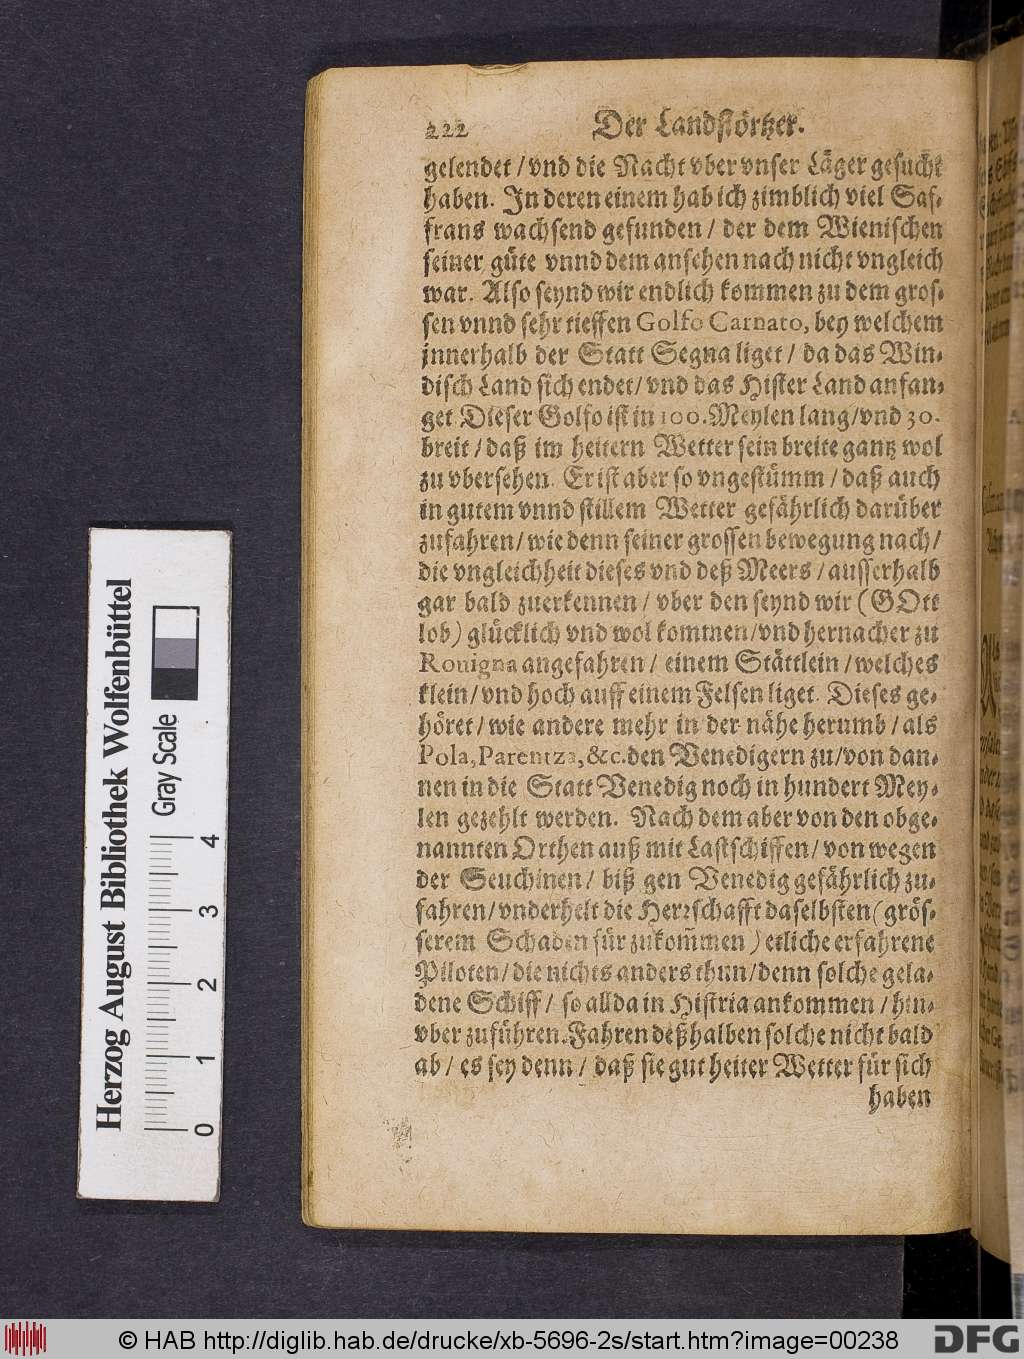 222 Der Landstörtzer.
gelendet / vnd die Nacht vber vnser Läger gesucht
haben. In deren einem hab ich zimblich viel Saf-
frans wachsend gefunden / der dem Wienischen
seiner güte vnnd dem ansehen nach nicht vngleich
war. Also seynd wir endlich kommen zu dem gros-
sen vnnd sehr tieffen Golfo Carnato, bey welchem
jnnerhalb der Statt Segna liget / da das Win-
disch Land sich endet / vnd das Hister Land anfan-
get. Dieser Golfo ist in 100. Meylen lang / vnd 30.
breit / daß im heitern Wetter sein breite gantz wol
zu vbersehen. Er ist aber so vngestümm / daß auch
in gutem vnnd stillem Wetter gefährlich darüber
zufahren / wie denn seiner grossen bewegung nach /
die vngleichheit dieses vnd deß Meers / ausserhalb
gar bald zuerkennen / vber den seynd wir (GOtt
lob) glücklich vnd wol kommen / vnd hernacher zu
Rouigna angefahren / einem Stättlein / welches
klein / vnd hoch auff einem Felsen liget. Dieses ge-
höret / wie andere mehr in der nähe herumb / als
Pola, Parentza, &c. den Venedigern zu / von dan-
nen in die Statt Venedig noch in hundert Mey-
len gezehlt werden. Nach dem aber von den obge-
nannten Orthen auß mit Lastschiffen / von wegen
der Seuchinen / biß gen Venedig gefährlich zu-
fahren / vnderhelt die Herrschafft daselbsten (grös-
serem Schaden für zukom̃en) etliche erfahrene
Piloten / die nichts anders thun / denn solche gela-
dene Schiff / so allda in Histria ankommen / hin-
vber zuführen. Fahren deßhalben solche nicht bald
ab / es sey denn / daß sie gut heiter Wetter für sich
haben
Herzog August Bibliothek Wolfenbüttel
Gray Scale
0 1 2 3 4
© HAB http://diglib.hab.de/drucke/xb-5696-2s/start.htm?image=00238
DFG